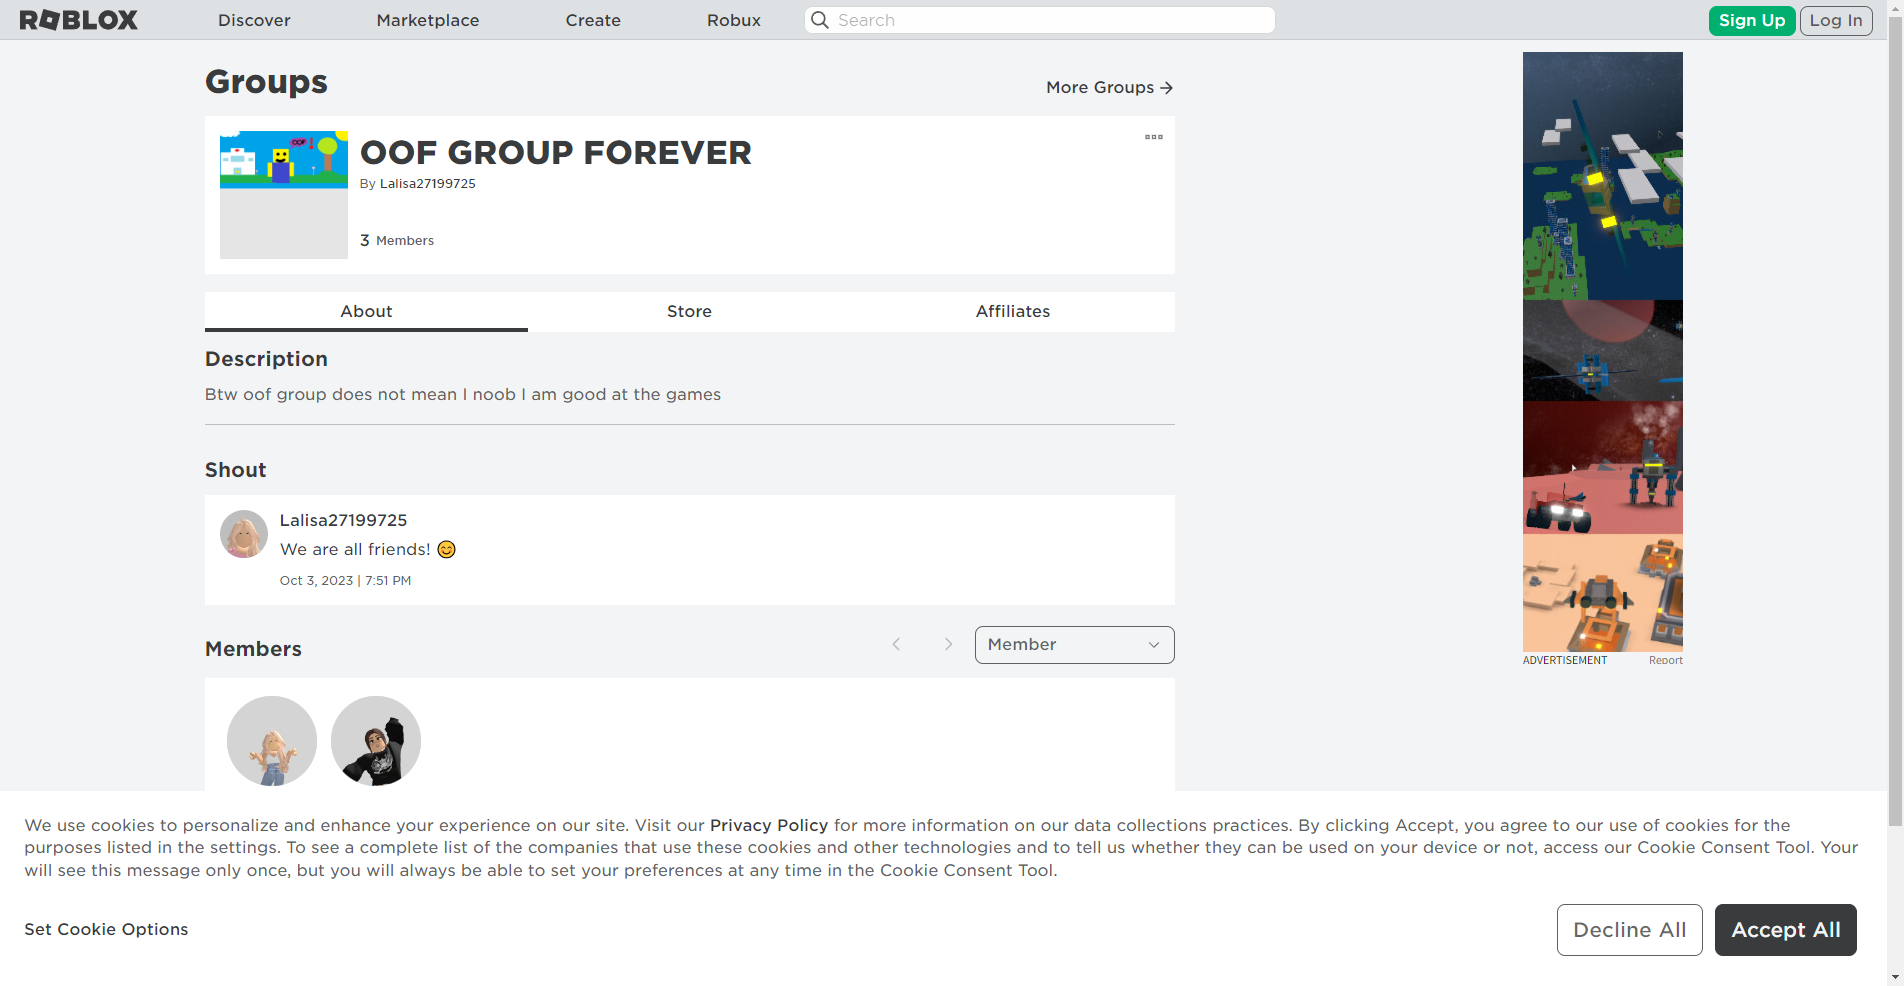 ROBLOX
Discover
Marketplace
Create
Robux
Search
Sign Up
Log In
Groups
More Groups
OOF
OOF GROUP FOREVER
By Lalisa27199725
3 Members
About
Store
Affiliates
Description
Btw oof group does not mean I noob I am good at the games
Shout
Lalisa27199725
We are all friends! 😊
Oct 3, 2023 | 7:51 PM
Members
Member
ADVERTISEMENT
Report
We use cookies to personalize and enhance your experience on our site. Visit our Privacy Policy for more information on our data collections practices. By clicking Accept, you agree to our use of cookies for the
purposes listed in the settings. To see a complete list of the companies that use these cookies and other technologies and to tell us whether they can be used on your device or not, access our Cookie Consent Tool. Your
will see this message only once, but you will always be able to set your preferences at any time in the Cookie Consent Tool.
Set Cookie Options
Decline All
Accept All